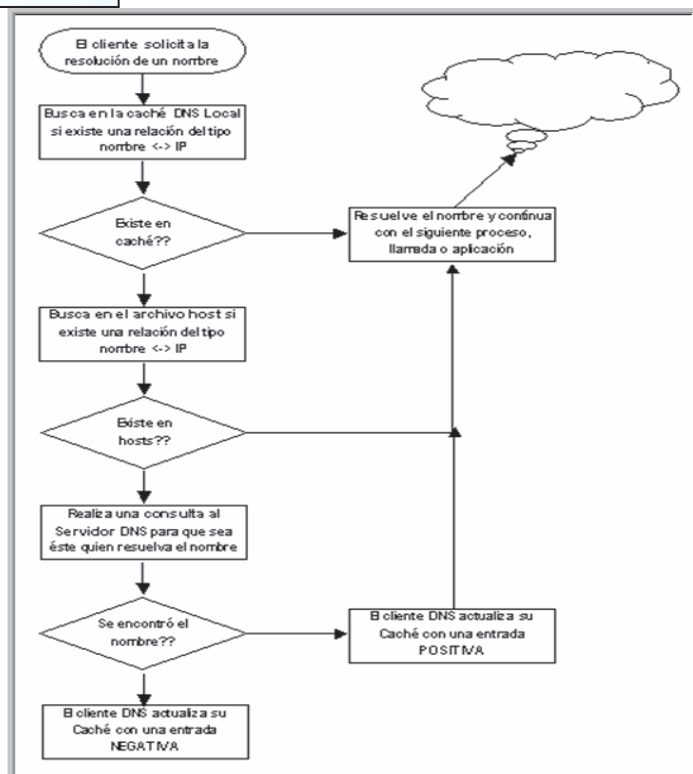 El cliente solicita la
resolución de un nombre
Busca en la caché DNS Local
si existe una relación del tipo
nombre <-> IP
Existe en
caché??
Resuelve el nombre y continua
con el siguiente proceso,
llamada o aplicación
Busca en el archivo host si
existe una relación del tipo
nombre <-> IP
Existe en
hosts??
Realiza una consulta al
Servidor DNS para que sea
éste quien resuelva el nombre
Se encontró el
nombre??
El cliente DNS actualiza su
Caché con una entrada
POSITIVA
El cliente DNS actualiza su
Caché con una entrada
NEGATIVA